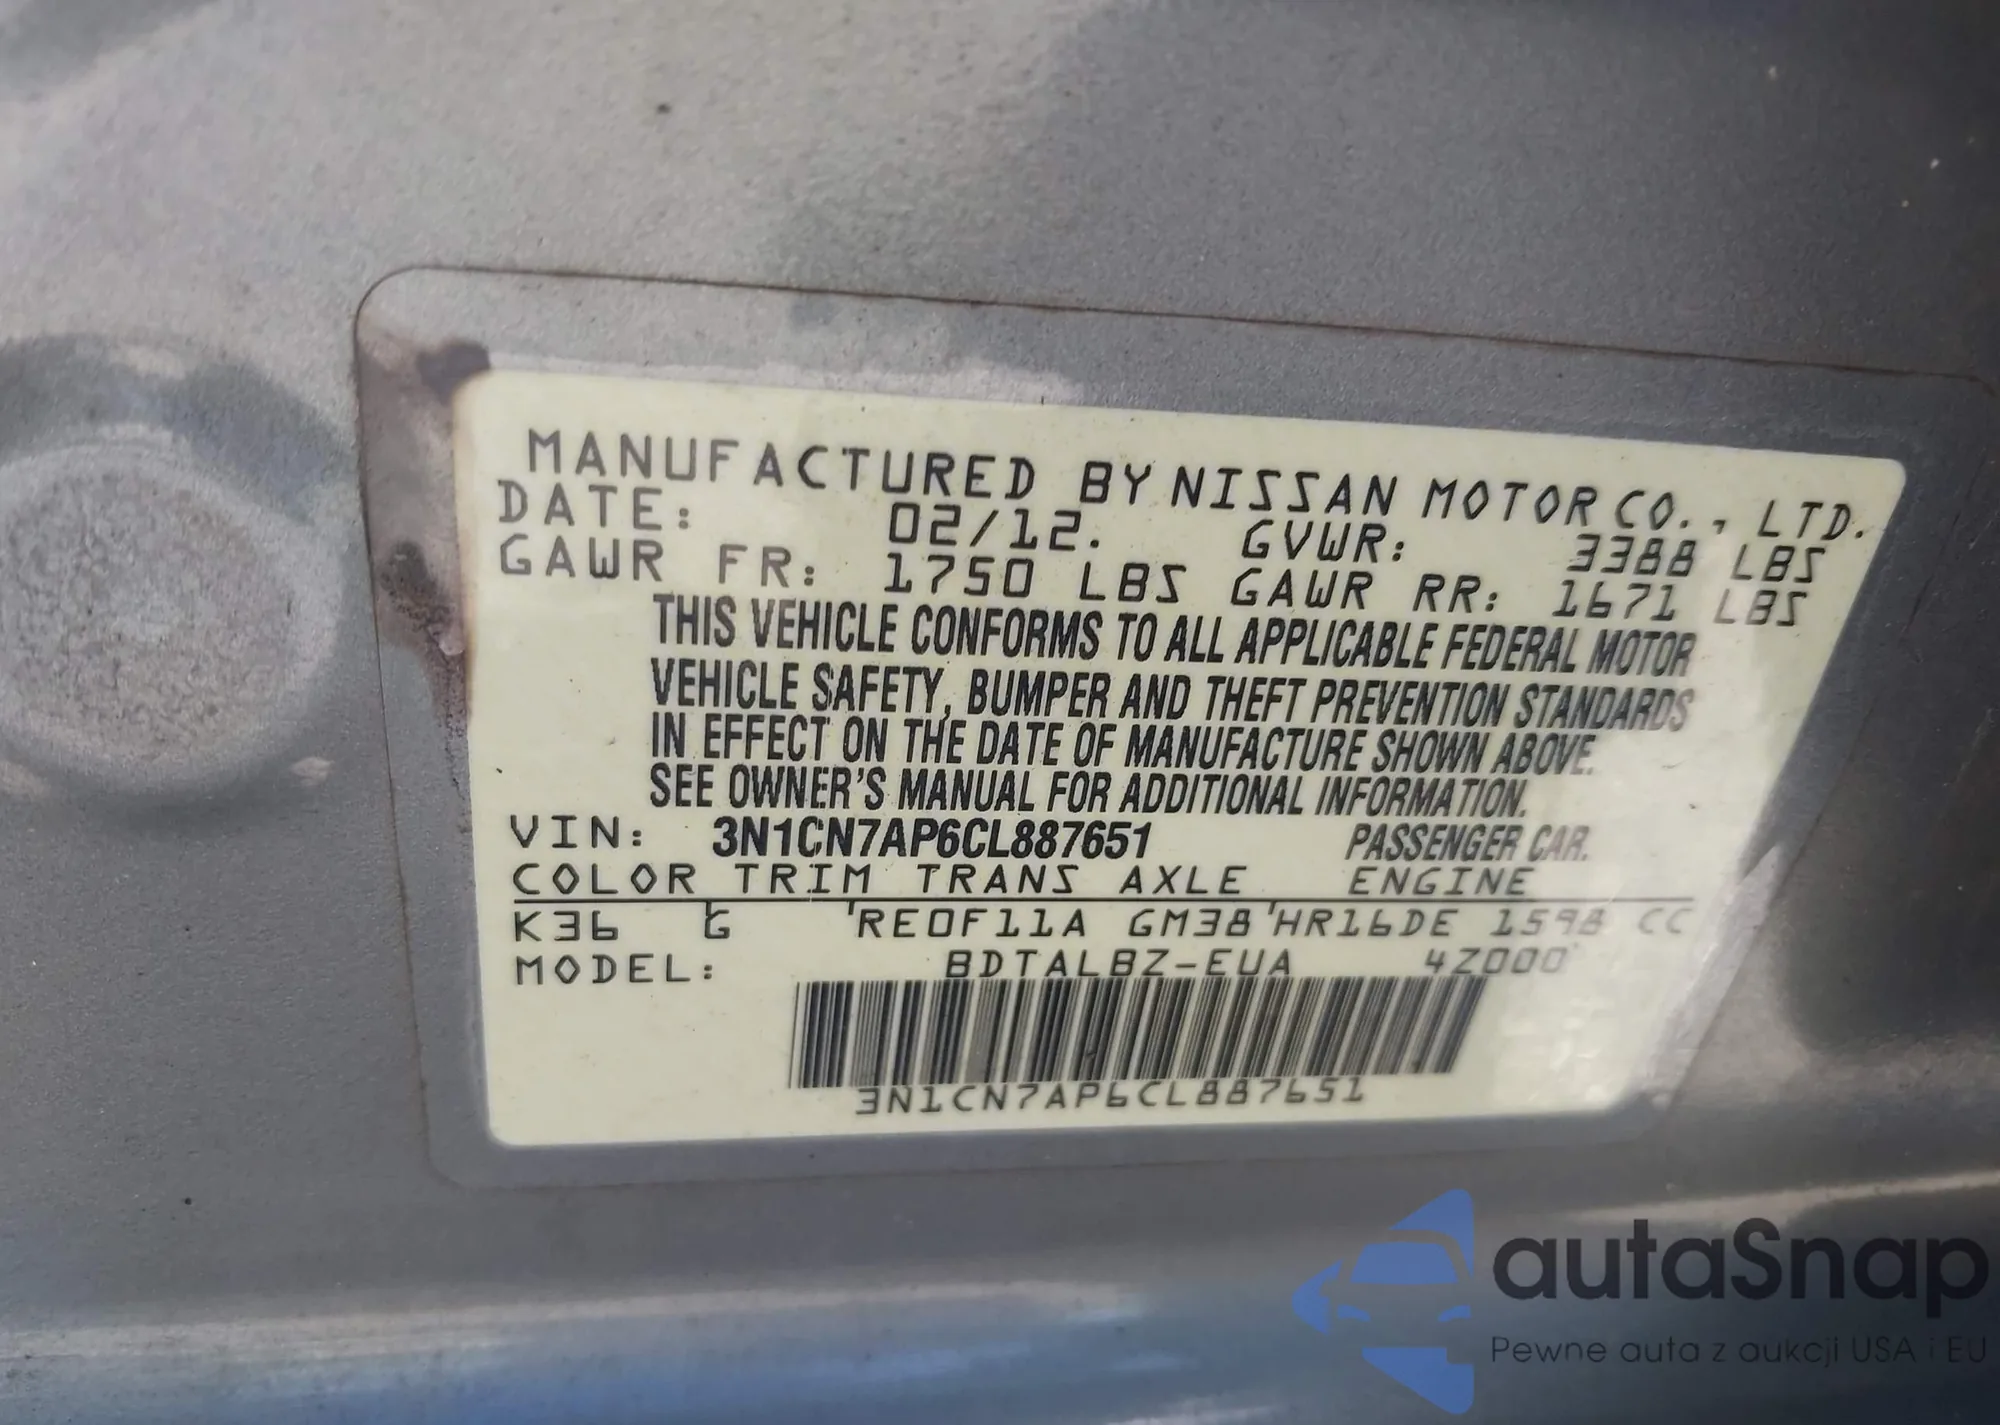 MANUFACTURED BY NISSAN MOTOR CO., LTD.
DATE: 02/12. GVWR: 3388 LBS
GAWR FR: 1750 LBS GAWR RR: 1671 LBS
THIS VEHICLE CONFORMS TO ALL APPLICABLE FEDERAL MOTOR
VEHICLE SAFETY, BUMPER AND THEFT PREVENTION STANDARDS
IN EFFECT ON THE DATE OF MANUFACTURE SHOWN ABOVE.
SEE OWNER'S MANUAL FOR ADDITIONAL INFORMATION.
VIN: 3N1CN7AP6CL887651 PASSENGER CAR.
COLOR TRIM TRANS AXLE ENGINE
K36 G RE0F11A GM38 HR16DE 1598 CC
MODEL: BDTALBZ-EUA 4Z000
3N1CN7AP6CL887651
autaSnap
Pewne auta z aukcji USA i EU